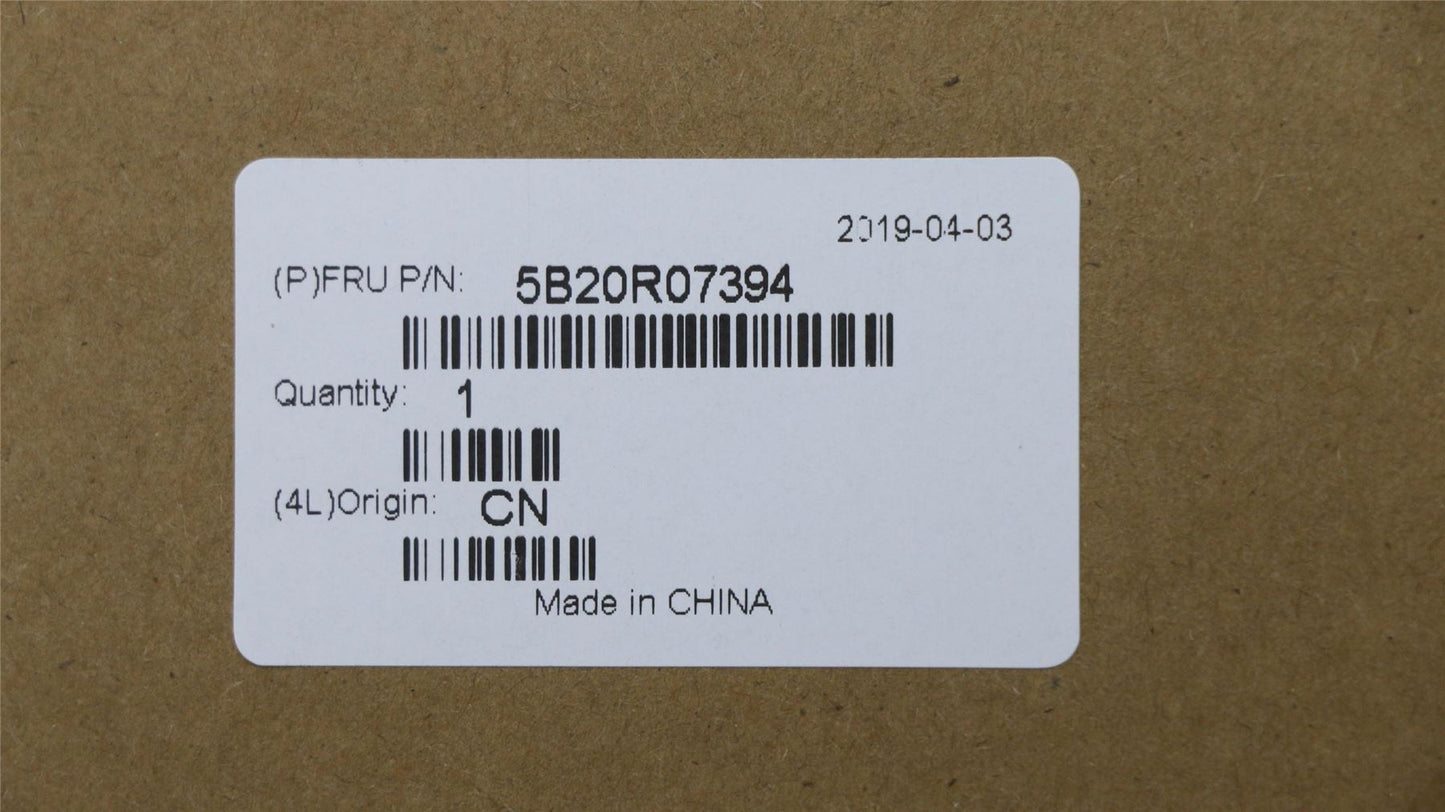 2019-04-03
(P)FRU P/N: 5B20R07394
Quantity: 1
(4L)Origin: CN
Made in CHINA